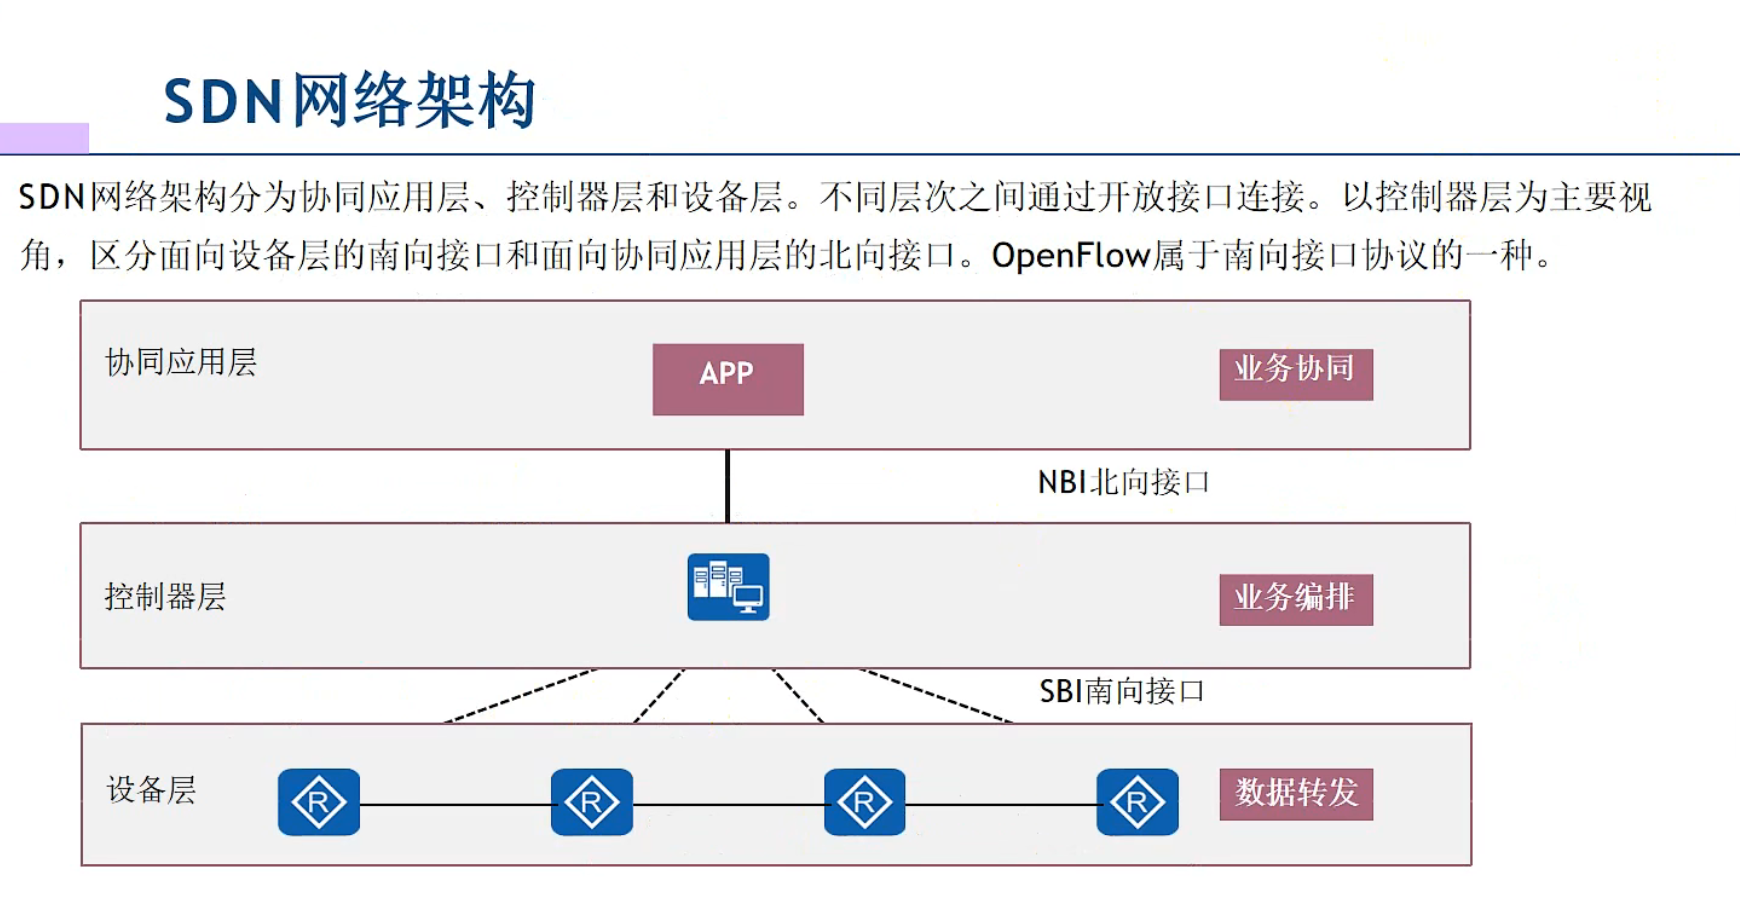 SDN网络架构
SDN网络架构分为协同应用层、控制器层和设备层。不同层次之间通过开放接口连接。以控制器层为主要视
角，区分面向设备层的南向接口和面向协同应用层的北向接口。OpenFlow属于南向接口协议的一种。
协同应用层
APP
业务协同
NBI北向接口
控制器层
业务编排
SBI南向接口
设备层
R
R
R
R
数据转发